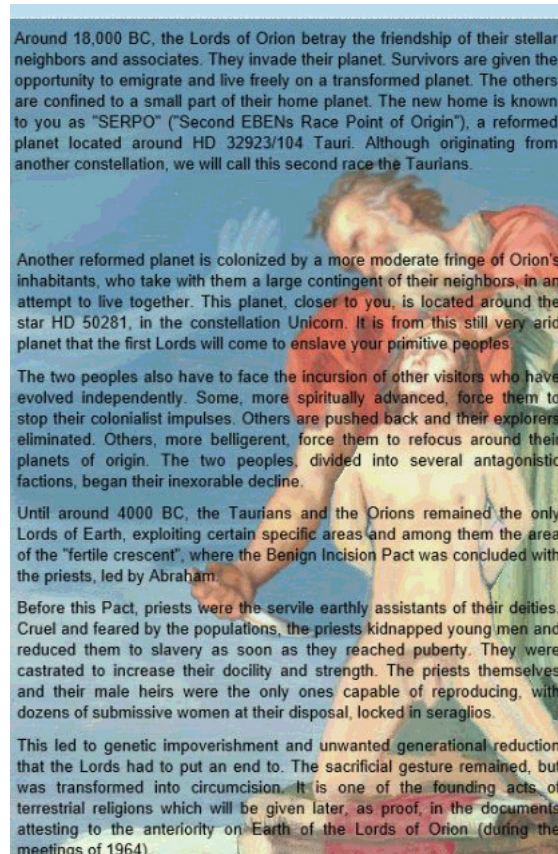 Around 18,000 BC, the Lords of Orion betray the friendship of their stellar
neighbors and associates. They invade their planet. Survivors are given the
opportunity to emigrate and live freely on a transformed planet. The others
are confined to a small part of their home planet. The new home is known
to you as "SERPO" ("Second EBENs Race Point of Origin"), a reformed
planet located around HD 32923/104 Tauri. Although originating from
another constellation, we will call this second race the Taurians.
Another reformed planet is colonized by a more moderate fringe of Orion's
inhabitants, who take with them a large contingent of their neighbors, in an
attempt to live together. This planet, closer to you, is located around the
star HD 50281, in the constellation Unicorn. It is from this still very arid
planet that the first Lords will come to enslave your primitive peoples.
The two peoples also have to face the incursion of other visitors who have
evolved independently. Some, more spiritually advanced, force them to
stop their colonialist impulses. Others are pushed back and their explorers
eliminated. Others, more belligerent, force them to refocus around their
planets of origin. The two peoples, divided into several antagonistic
factions, began their inexorable decline.
Until around 4000 BC, the Taurians and the Orions remained the only
Lords of Earth, exploiting certain specific areas and among them the area
of the "fertile crescent", where the Benign Incision Pact was concluded with
the priests, led by Abraham.
Before this Pact, priests were the servile earthly assistants of their deities.
Cruel and feared by the populations, the priests kidnapped young men and
reduced them to slavery as soon as they reached puberty. They were
castrated to increase their docility and strength. The priests themselves
and their male heirs were the only ones capable of reproducing, with
dozens of submissive women at their disposal, locked in seraglios.
This led to genetic impoverishment and unwanted generational reduction
that the Lords had to put an end to. The sacrificial gesture remained, but
was transformed into circumcision. It is one of the founding acts of
terrestrial religions which will be given later, as proof, in the documents
attesting to the anteriority on Earth of the Lords of Orion (during the
meetings of 1964)